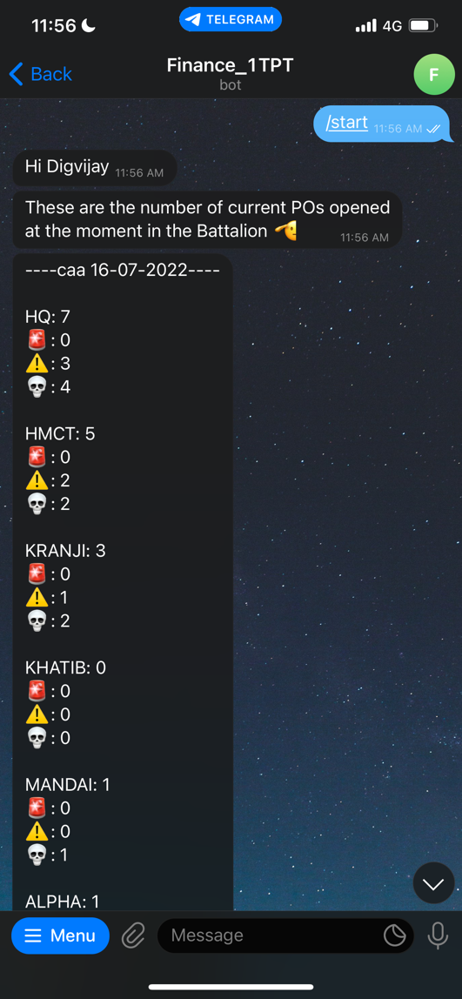 11:56
TELEGRAM
4G
Back
Finance_1TPT
bot
F
/start 11:56 AM
Hi Digvijay 11:56 AM
These are the number of current POs opened
at the moment in the Battalion 🫡 11:56 AM
----caa 16-07-2022----
HQ: 7
🚨: 0
⚠️: 3
💀: 4
HMCT: 5
🚨: 0
⚠️: 2
💀: 2
KRANJI: 3
🚨: 0
⚠️: 1
💀: 2
KHATIB: 0
🚨: 0
⚠️: 0
💀: 0
MANDAI: 1
🚨: 0
⚠️: 0
💀: 1
ALPHA: 1
Menu
Message